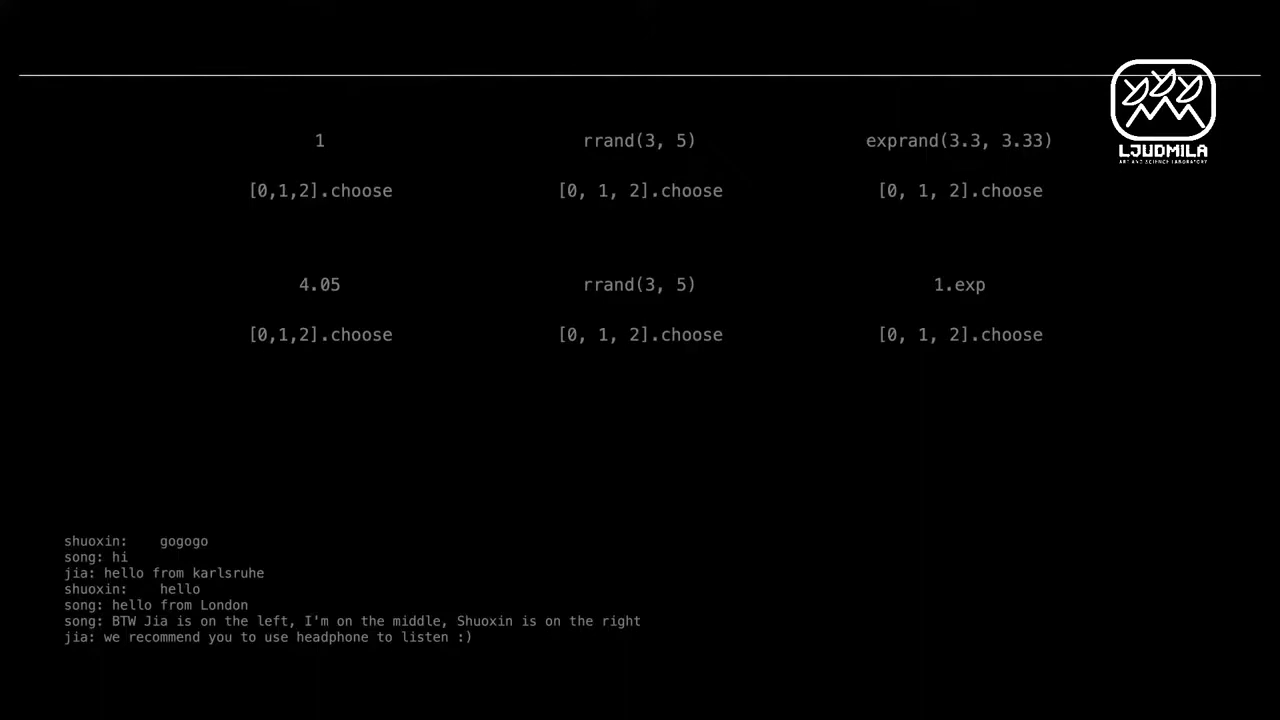 1 rrand(3, 5) exprand(3.3, 3.33)
LJUDMILA
ART AND SCIENCE LABORATORY
[0,1,2].choose [0, 1, 2].choose [0, 1, 2].choose
4.05 rrand(3, 5) 1.exp
[0,1,2].choose [0, 1, 2].choose [0, 1, 2].choose
shuoxin: gogogo
song: hi
jia: hello from karlsruhe
shuoxin: hello
song: hello from London
song: BTW Jia is on the left, I'm on the middle, Shuoxin is on the right
jia: we recommend you to use headphone to listen :)